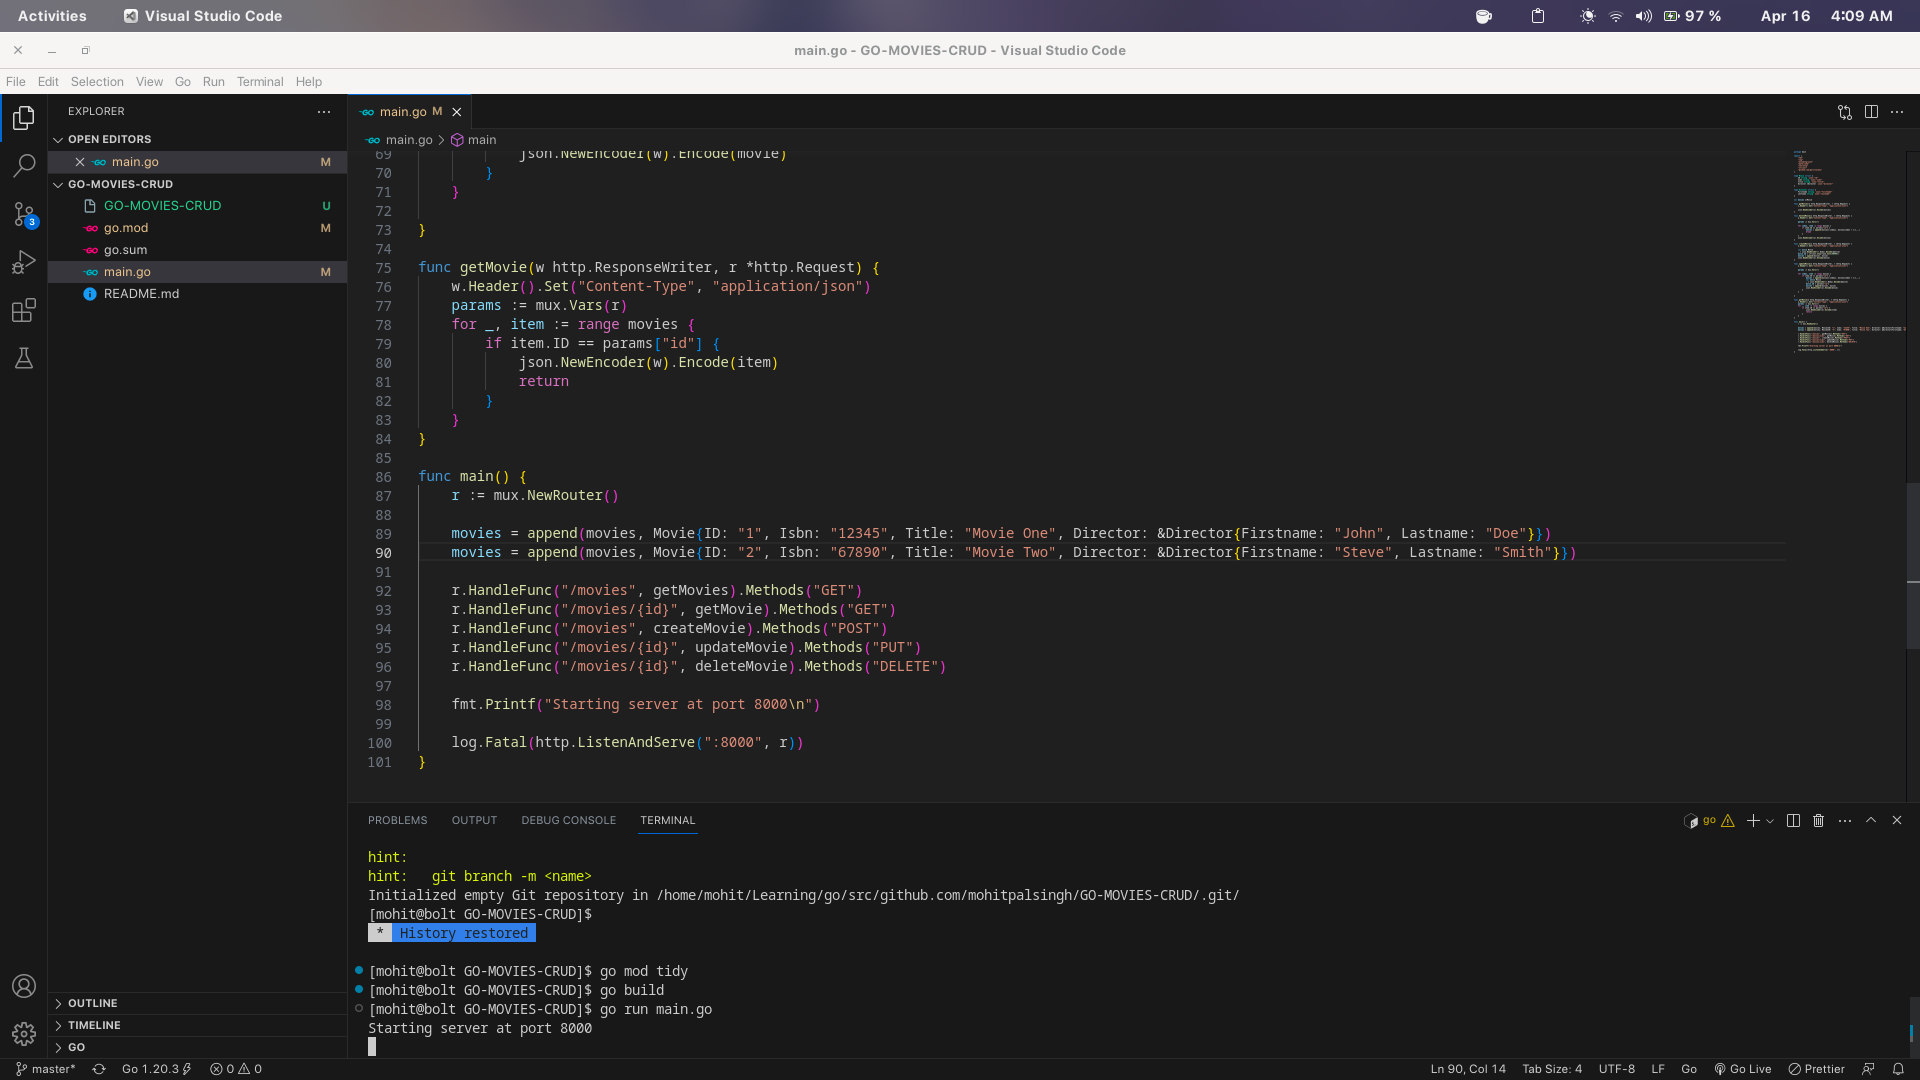 Activities Visual Studio Code 97 % Apr 16 4:09 AM
main.go - GO-MOVIES-CRUD - Visual Studio Code
File Edit Selection View Go Run Terminal Help
EXPLORER
OPEN EDITORS
main.go M
GO-MOVIES-CRUD
GO-MOVIES-CRUD U
go.mod M
go.sum
main.go M
README.md
3
OUTLINE
TIMELINE
GO
main.go M
main.go > main
69 json.NewEncoder(w).Encode(movie)
70 }
71 }
72
73 }
74
75 func getMovie(w http.ResponseWriter, r *http.Request) {
76 w.Header().Set("Content-Type", "application/json")
77 params := mux.Vars(r)
78 for _, item := range movies {
79 if item.ID == params["id"] {
80 json.NewEncoder(w).Encode(item)
81 return
82 }
83 }
84 }
85
86 func main() {
87 r := mux.NewRouter()
88
89 movies = append(movies, Movie{ID: "1", Isbn: "12345", Title: "Movie One", Director: &Director{Firstname: "John", Lastname: "Doe"}})
90 movies = append(movies, Movie{ID: "2", Isbn: "67890", Title: "Movie Two", Director: &Director{Firstname: "Steve", Lastname: "Smith"}})
91
92 r.HandleFunc("/movies", getMovies).Methods("GET")
93 r.HandleFunc("/movies/{id}", getMovie).Methods("GET")
94 r.HandleFunc("/movies", createMovie).Methods("POST")
95 r.HandleFunc("/movies/{id}", updateMovie).Methods("PUT")
96 r.HandleFunc("/movies/{id}", deleteMovie).Methods("DELETE")
97
98 fmt.Printf("Starting server at port 8000\n")
99
100 log.Fatal(http.ListenAndServe(":8000", r))
101 }
PROBLEMS OUTPUT DEBUG CONSOLE TERMINAL go
hint:
hint: git branch -m <name>
Initialized empty Git repository in /home/mohit/Learning/go/src/github.com/mohitpalsingh/GO-MOVIES-CRUD/.git/
[mohit@bolt GO-MOVIES-CRUD]$
* History restored
[mohit@bolt GO-MOVIES-CRUD]$ go mod tidy
[mohit@bolt GO-MOVIES-CRUD]$ go build
[mohit@bolt GO-MOVIES-CRUD]$ go run main.go
Starting server at port 8000
master* Go 1.20.3 0 0 Ln 90, Col 14 Tab Size: 4 UTF-8 LF Go Go Live Prettier